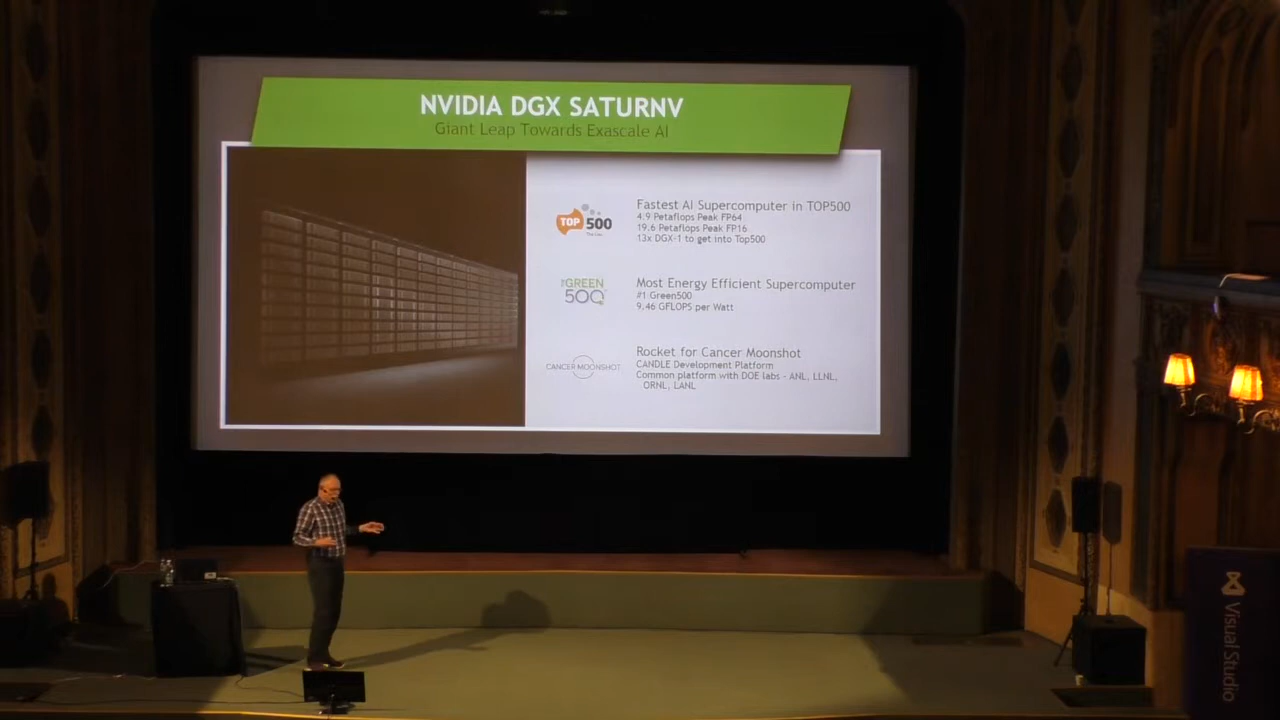 NVIDIA DGX SATURNV
Giant Leap Towards Exascale AI
TOP 500
Fastest AI Supercomputer in TOP500
4.9 Petaflops Peak FP64
19.6 Petaflops Peak FP16
13x DGX-1 to get into Top500
THE GREEN
500
Most Energy Efficient Supercomputer
#1 Green500
9.46 GFLOPS per Watt
CANCER MOONSHOT
Rocket for Cancer Moonshot
CANDLE Development Platform
Common platform with DOE labs - ANL, LLNL,
ORNL, LANL
Visual Studio